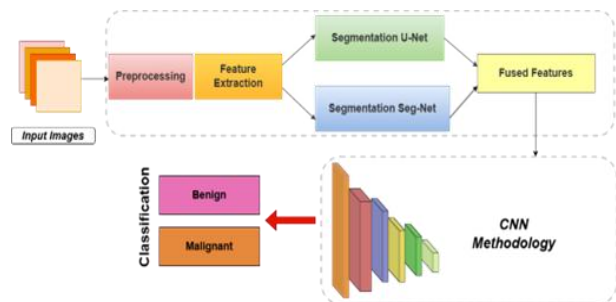 Segmentation U-Net
Preprocessing
Feature
Extraction
Fused Features
Segmentation Seg-Net
Input Images
Classification
Benign
Malignant
CNN
Methodology